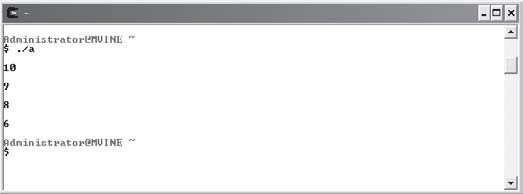 ~
Administrator@MVINE ~
$ ./a
10
9
8
6
Administrator@MVINE ~
$